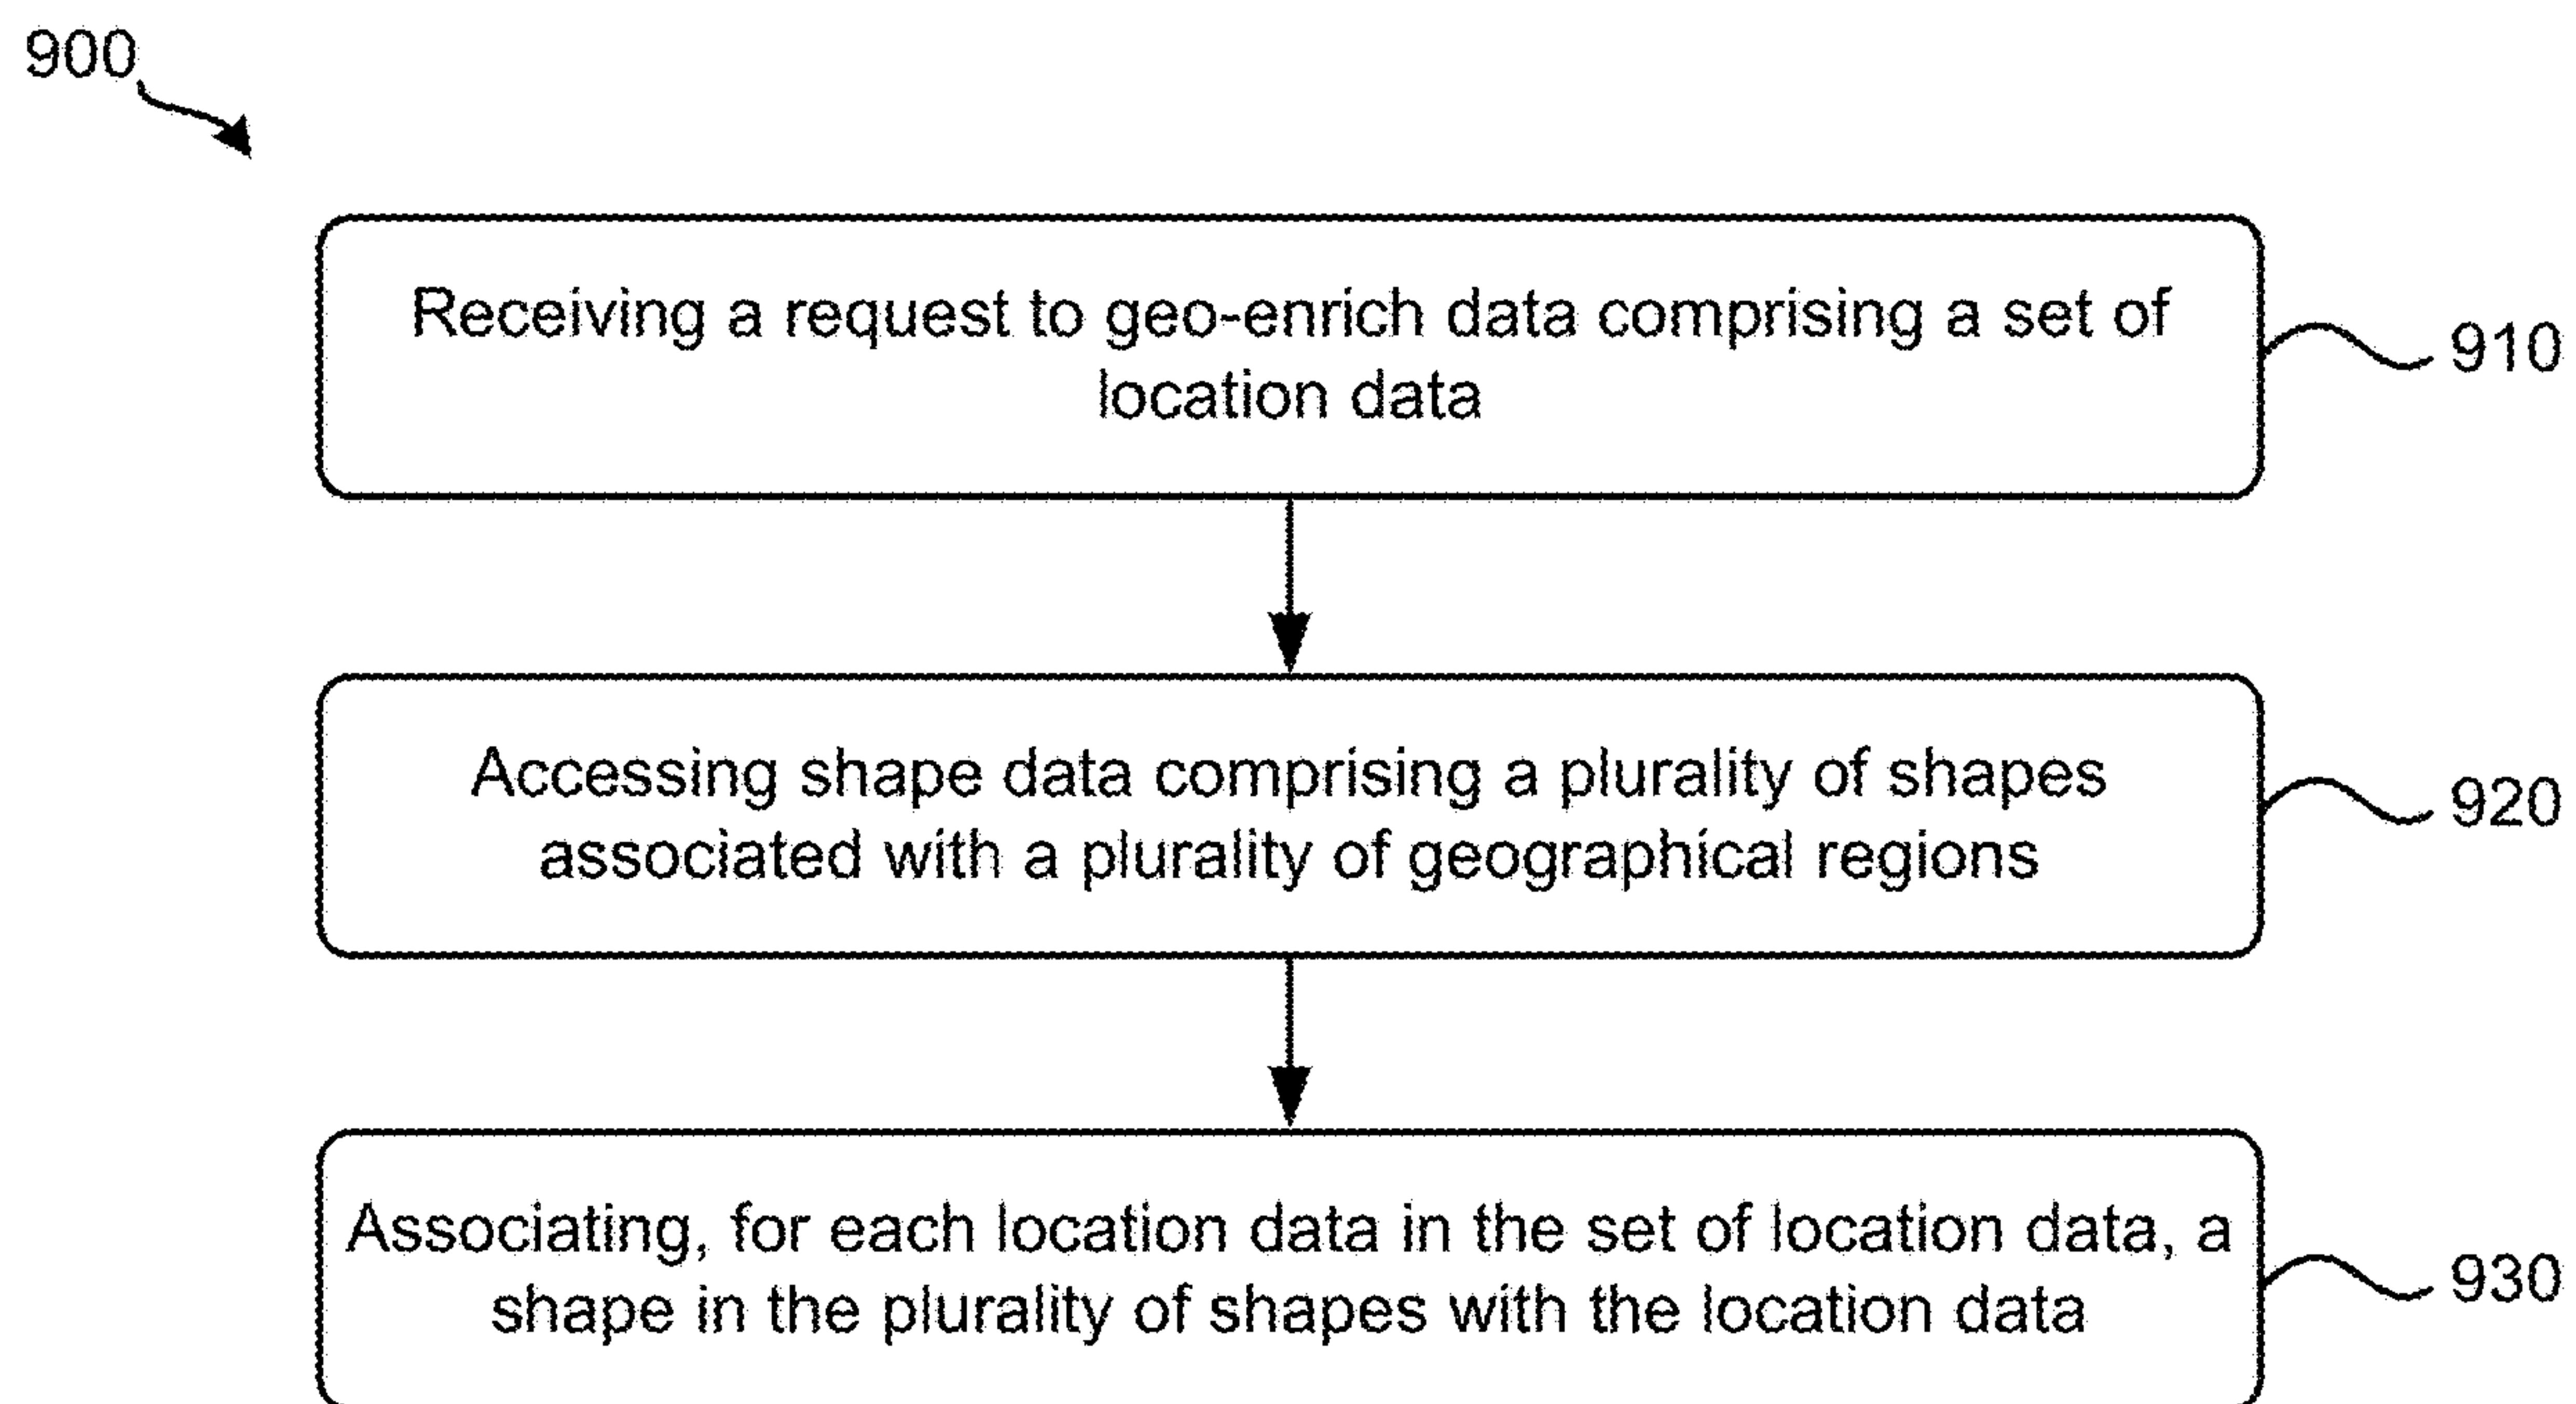 900
Receiving a request to geo-enrich data comprising a set of
location data
910
Accessing shape data comprising a plurality of shapes
associated with a plurality of geographical regions
920
Associating, for each location data in the set of location data, a
shape in the plurality of shapes with the location data
930